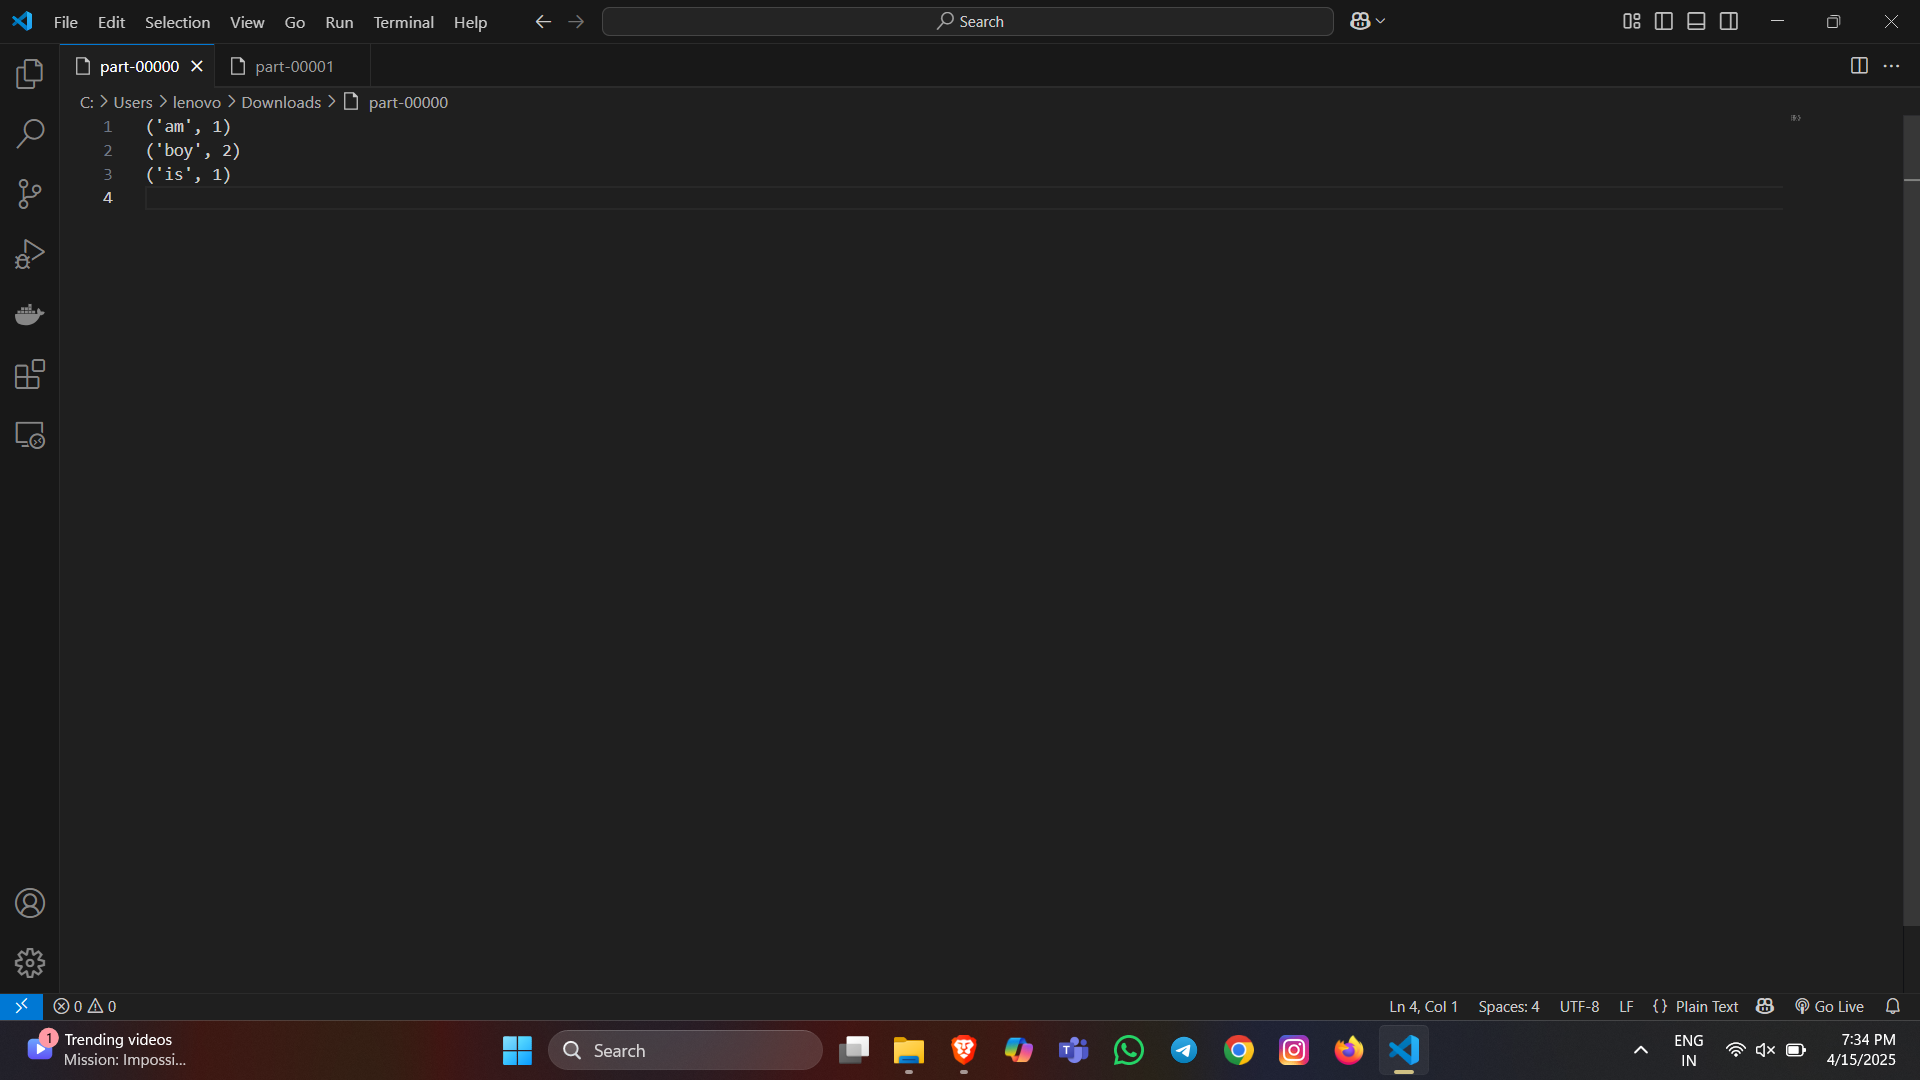 File Edit Selection View Go Run Terminal Help
Search
part-00000 part-00001
C: > Users > lenovo > Downloads > part-00000
1 ('am', 1)
2 ('boy', 2)
3 ('is', 1)
4
0 0
Ln 4, Col 1 Spaces: 4 UTF-8 LF {} Plain Text Go Live
1 Trending videos
Mission: Impossi...
Search
ENG
IN
7:34 PM
4/15/2025